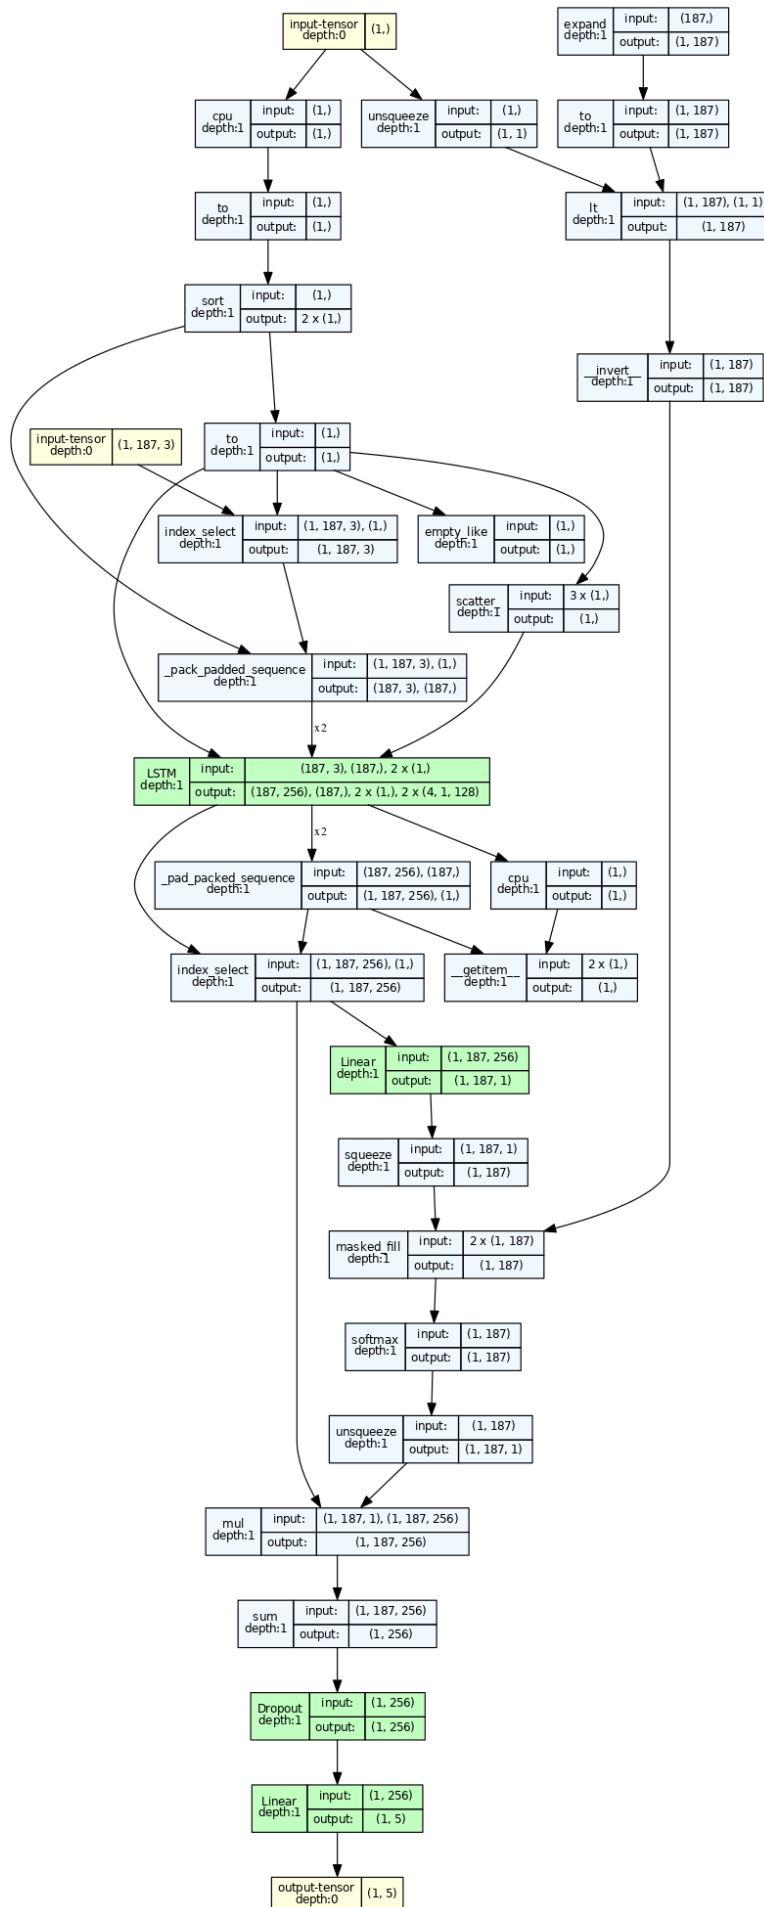 input-tensor
depth:0
(1,)
expand
depth:1
input:
(187,)
output:
(1, 187)
cpu
depth:1
input:
(1,)
output:
(1,)
unsqueeze
depth:1
input:
(1,)
output:
(1, 1)
to
depth:1
input:
(1, 187)
output:
(1, 187)
to
depth:1
input:
(1,)
output:
(1,)
lt
depth:1
input:
(1, 187), (1, 1)
output:
(1, 187)
sort
depth:1
input:
(1,)
output:
2 x (1,)
__invert__
depth:1
input:
(1, 187)
output:
(1, 187)
input-tensor
depth:0
(1, 187, 3)
to
depth:1
input:
(1,)
output:
(1,)
index_select
depth:1
input:
(1, 187, 3), (1,)
output:
(1, 187, 3)
empty_like
depth:1
input:
(1,)
output:
(1,)
scatter_
depth:1
input:
3 x (1,)
output:
(1,)
_pack_padded_sequence
depth:1
input:
(1, 187, 3), (1,)
output:
(187, 3), (187,)
x2
LSTM
depth:1
input:
(187, 3), (187,), 2 x (1,)
output:
(187, 256), (187,), 2 x (1,), 2 x (4, 1, 128)
x2
_pad_packed_sequence
depth:1
input:
(187, 256), (187,)
output:
(1, 187, 256), (1,)
cpu
depth:1
input:
(1,)
output:
(1,)
index_select
depth:1
input:
(1, 187, 256), (1,)
output:
(1, 187, 256)
__getitem__
depth:1
input:
2 x (1,)
output:
(1,)
Linear
depth:1
input:
(1, 187, 256)
output:
(1, 187, 1)
squeeze
depth:1
input:
(1, 187, 1)
output:
(1, 187)
masked_fill
depth:1
input:
2 x (1, 187)
output:
(1, 187)
softmax
depth:1
input:
(1, 187)
output:
(1, 187)
unsqueeze
depth:1
input:
(1, 187)
output:
(1, 187, 1)
mul
depth:1
input:
(1, 187, 1), (1, 187, 256)
output:
(1, 187, 256)
sum
depth:1
input:
(1, 187, 256)
output:
(1, 256)
Dropout
depth:1
input:
(1, 256)
output:
(1, 256)
Linear
depth:1
input:
(1, 256)
output:
(1, 5)
output-tensor
depth:0
(1, 5)